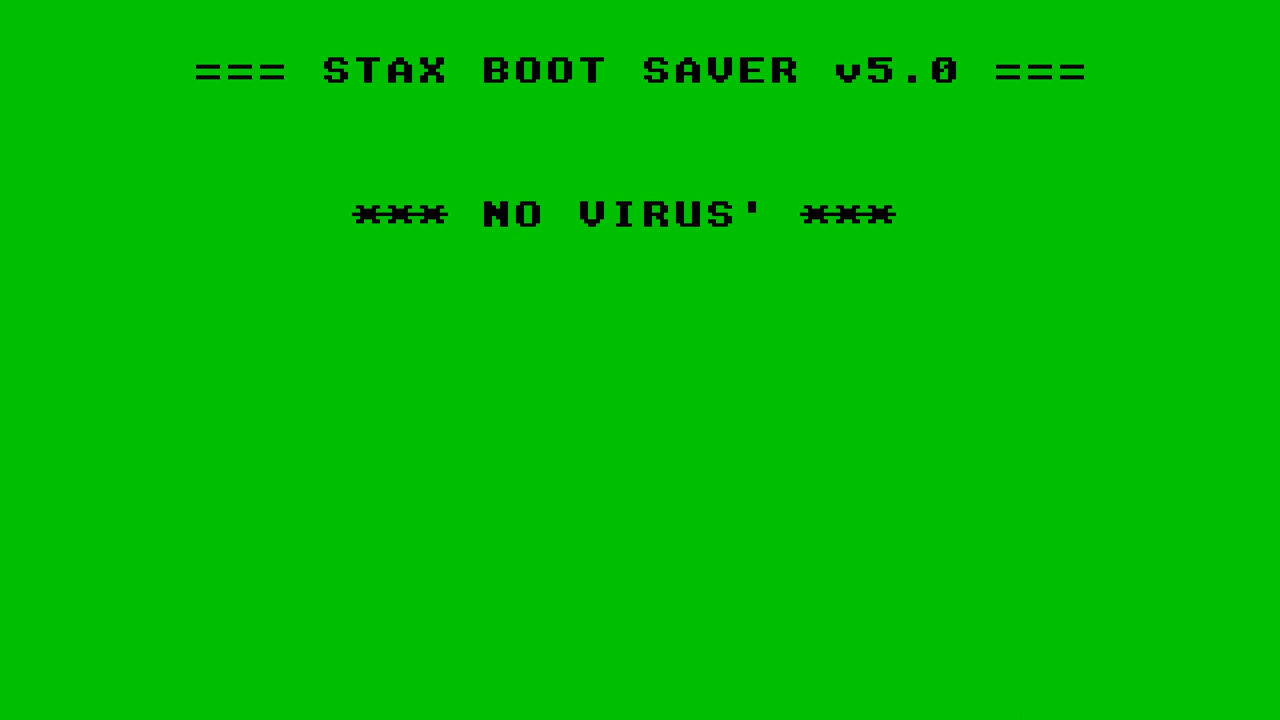 === STAX BOOT SAVER v5.0 ===
*** NO VIRUS' ***